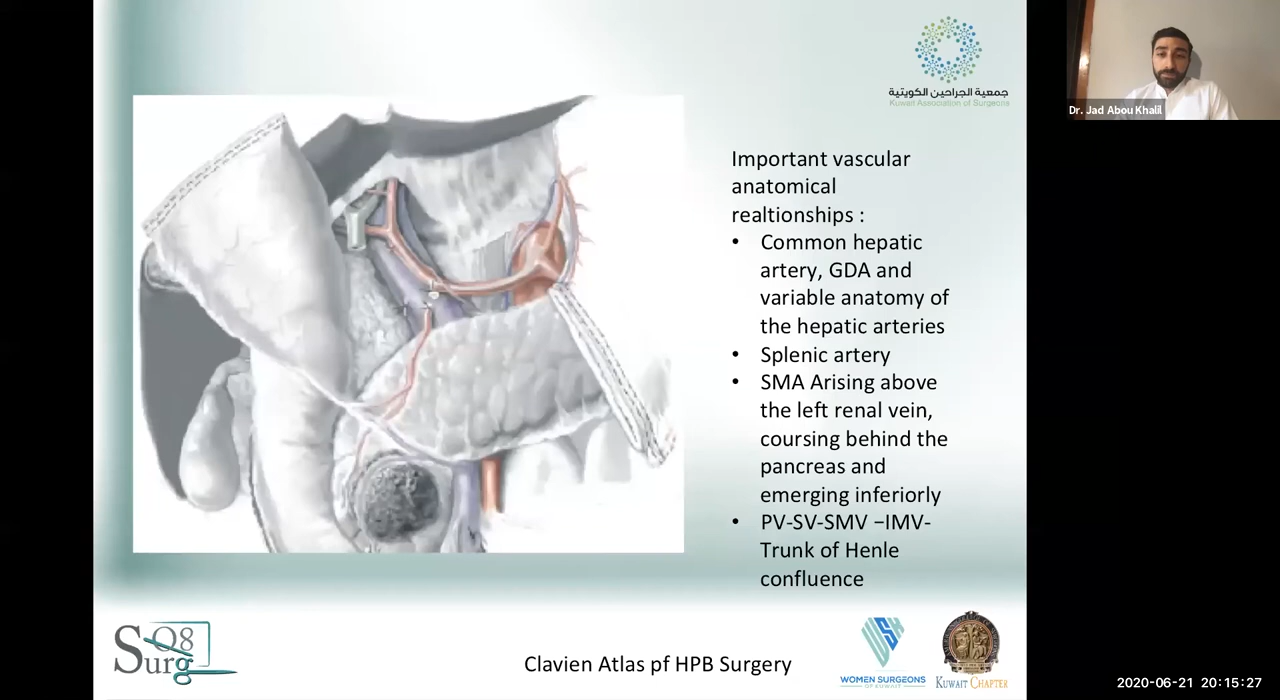 جمعية الجراحين الكويتية
Kuwait Association of Surgeons
Dr. Jad Abou Khalil
Important vascular
anatomical
realtionships :
• Common hepatic
artery, GDA and
variable anatomy of
the hepatic arteries
• Splenic artery
• SMA Arising above
the left renal vein,
coursing behind the
pancreas and
emerging inferiorly
• PV-SV-SMV –IMV-
Trunk of Henle
confluence
Q8
Surg
Clavien Atlas pf HPB Surgery
WOMEN SURGEONS
OF KUWAIT
KUWAIT CHAPTER
2020-06-21 20:15:27